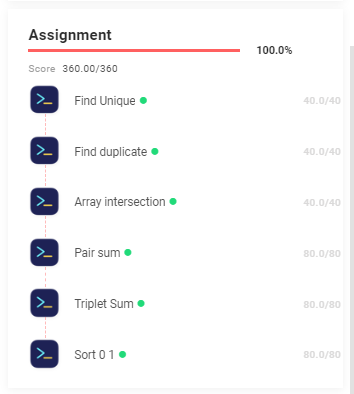 Assignment
100.0%
Score 360.00/360
Find Unique 40.0/40
Find duplicate 40.0/40
Array intersection 40.0/40
Pair sum 80.0/80
Triplet Sum 80.0/80
Sort 0 1 80.0/80